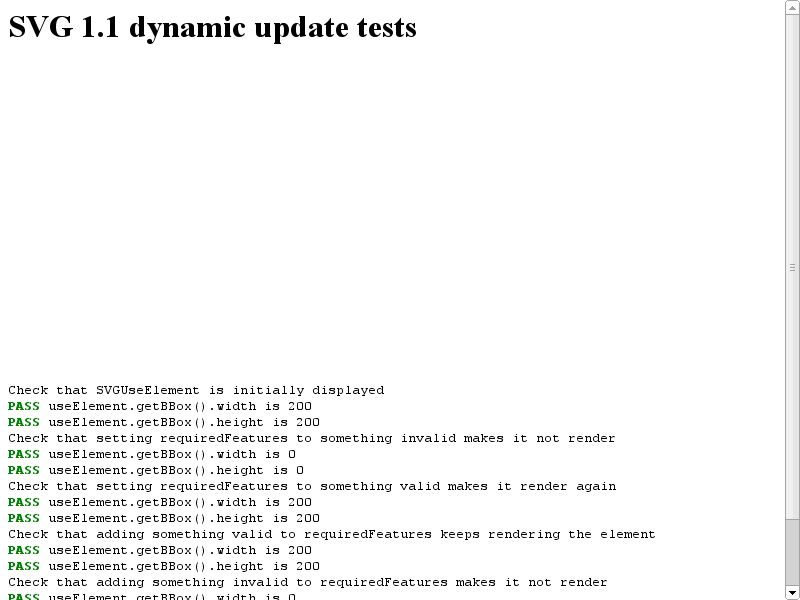 SVG 1.1 dynamic update tests
Check that SVGUseElement is initially displayed
PASS useElement.getBBox().width is 200
PASS useElement.getBBox().height is 200
Check that setting requiredFeatures to something invalid makes it not render
PASS useElement.getBBox().width is 0
PASS useElement.getBBox().height is 0
Check that setting requiredFeatures to something valid makes it render again
PASS useElement.getBBox().width is 200
PASS useElement.getBBox().height is 200
Check that adding something valid to requiredFeatures keeps rendering the element
PASS useElement.getBBox().width is 200
PASS useElement.getBBox().height is 200
Check that adding something invalid to requiredFeatures makes it not render
PASS useElement.getBBox().width is 0